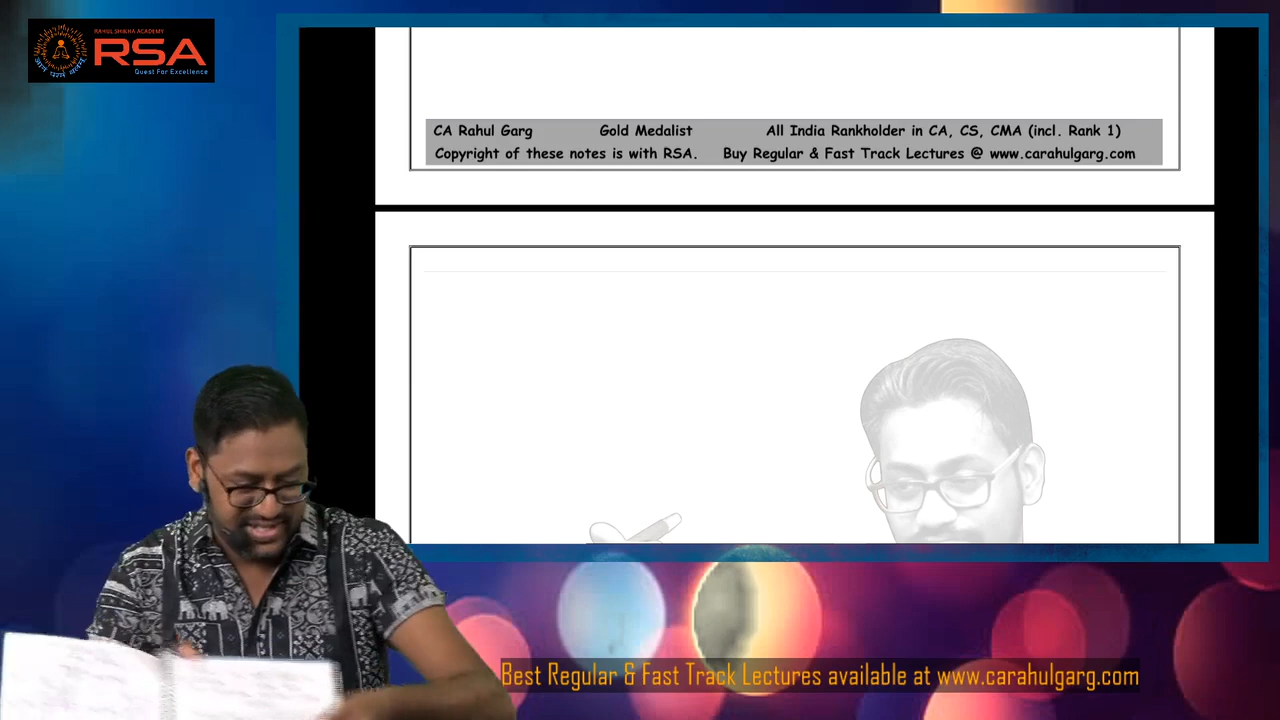 RAHUL SHIKHA ACADEMY
RSA
Quest For Excellence
CA Rahul Garg Gold Medalist All India Rankholder in CA, CS, CMA (incl. Rank 1)
Copyright of these notes is with RSA. Buy Regular & Fast Track Lectures @ www.carahulgarg.com
Best Regular & Fast Track Lectures available at www.carahulgarg.com